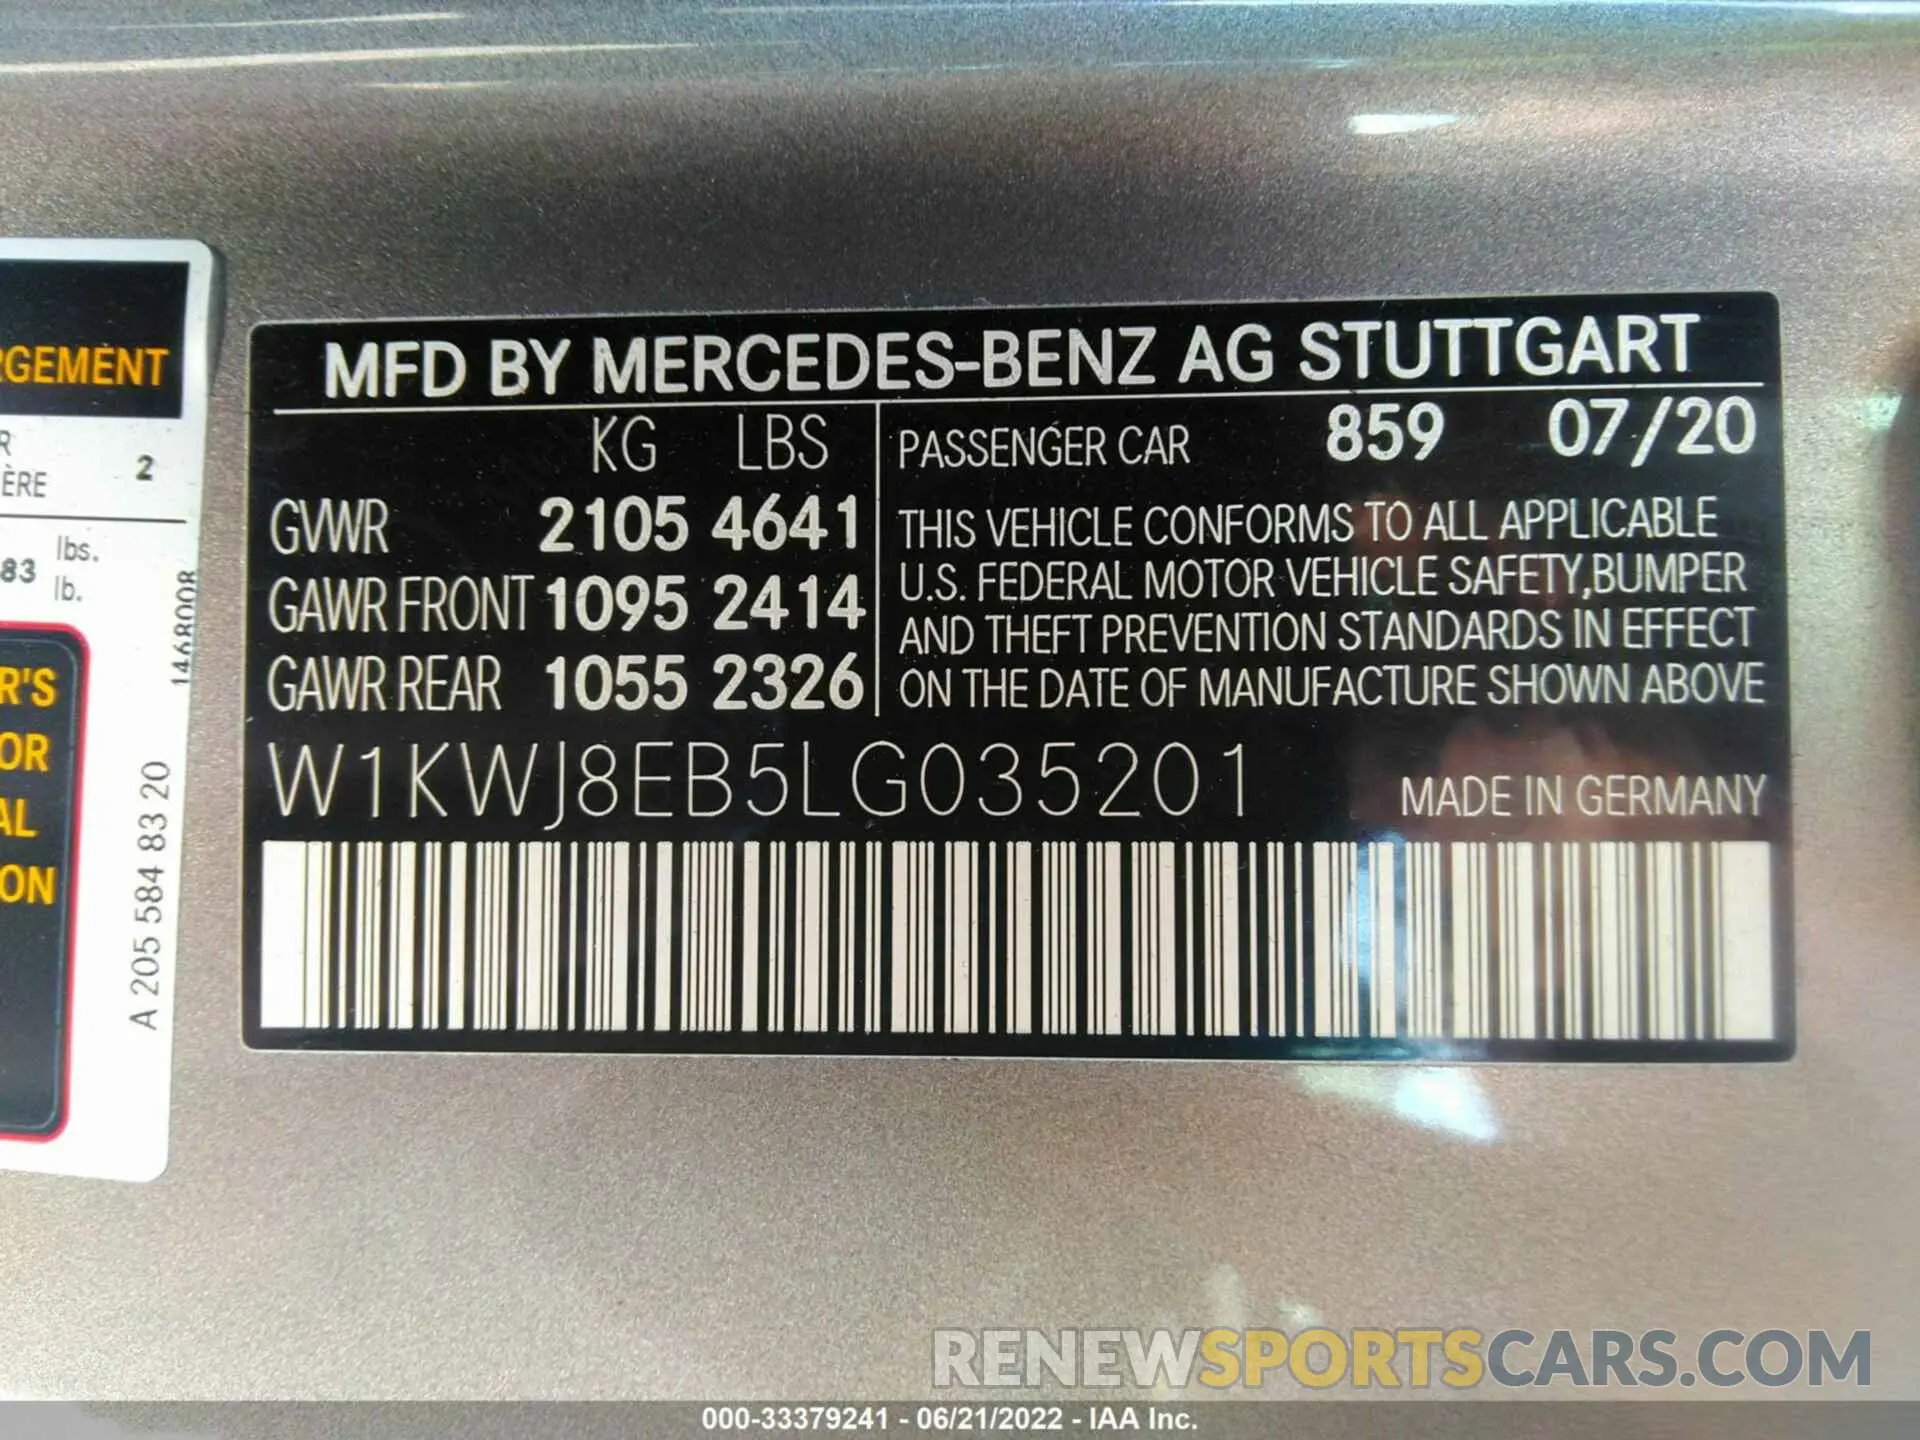 RGEMENT
R
ÈRE 2
83 lbs.
lb.
1468008
R'S
OR
AL
ON
A 205 584 83 20
MFD BY MERCEDES-BENZ AG STUTTGART
KG LBS
GVWR 2105 4641
GAWR FRONT 1095 2414
GAWR REAR 1055 2326
PASSENGER CAR 859 07/20
THIS VEHICLE CONFORMS TO ALL APPLICABLE
U.S. FEDERAL MOTOR VEHICLE SAFETY,BUMPER
AND THEFT PREVENTION STANDARDS IN EFFECT
ON THE DATE OF MANUFACTURE SHOWN ABOVE
W1KWJ8EB5LG035201
MADE IN GERMANY
RENEWSPORTSCARS.COM
000-33379241 - 06/21/2022 - IAA Inc.